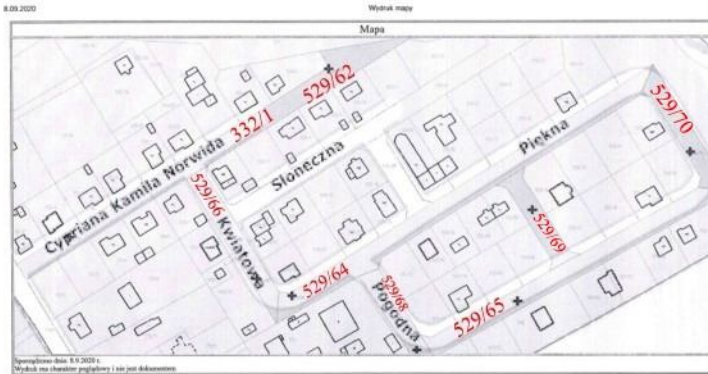 8.09.2020
Wydruk mapy
Mapa
529/62
332/1
529/70
Piękna
Cypriana Kamila Norwida
Słoneczna
529/66
Kwiatowa
529/69
529/64
529/68
Pogodna
529/65
Sporządzono dnia: 8.9.2020 r.
Wydruk ma charakter poglądowy i nie jest dokumentem